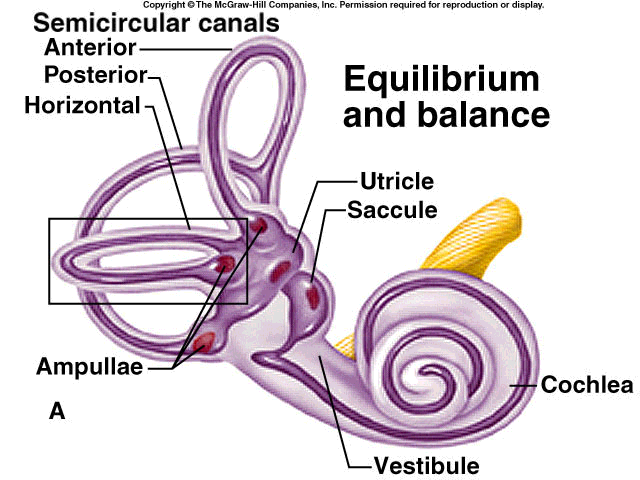 Copyright © The McGraw-Hill Companies, Inc. Permission required for reproduction or display.
Semicircular canals
Anterior
Posterior
Horizontal
Equilibrium
and balance
Utricle
Saccule
Ampullae
A
Cochlea
Vestibule